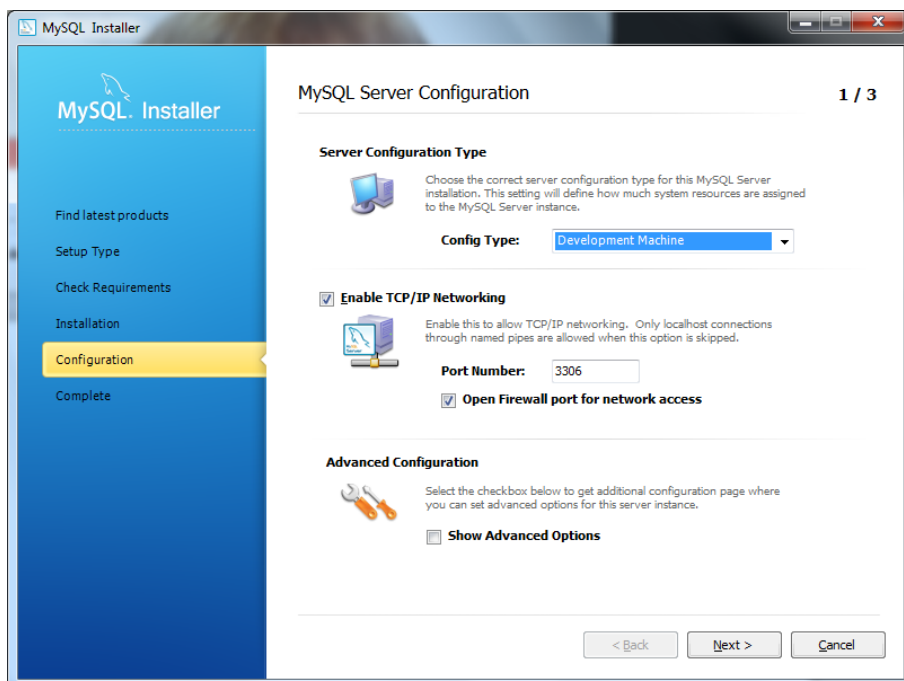 MySQL Installer
MySQL. Installer
Find latest products
Setup Type
Check Requirements
Installation
Configuration
Complete
MySQL Server Configuration
1 / 3
Server Configuration Type
Choose the correct server configuration type for this MySQL Server
installation. This setting will define how much system resources are assigned
to the MySQL Server instance.
Config Type:
Development Machine
Enable TCP/IP Networking
Enable this to allow TCP/IP networking. Only localhost connections
through named pipes are allowed when this option is skipped.
Port Number:
3306
Open Firewall port for network access
Advanced Configuration
Select the checkbox below to get additional configuration page where
you can set advanced options for this server instance.
Show Advanced Options
< Back
Next >
Cancel